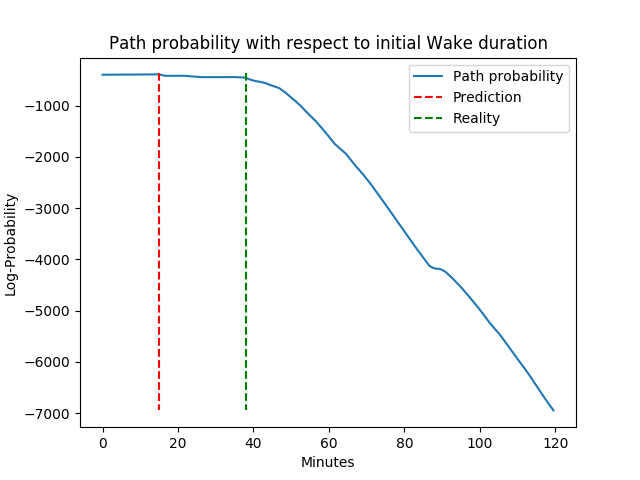 Path probability with respect to initial Wake duration
Path probability
Prediction
Reality
−1000
−2000
−3000
−4000
−5000
−6000
−7000
Log-Probability
0 20 40 60 80 100 120
Minutes